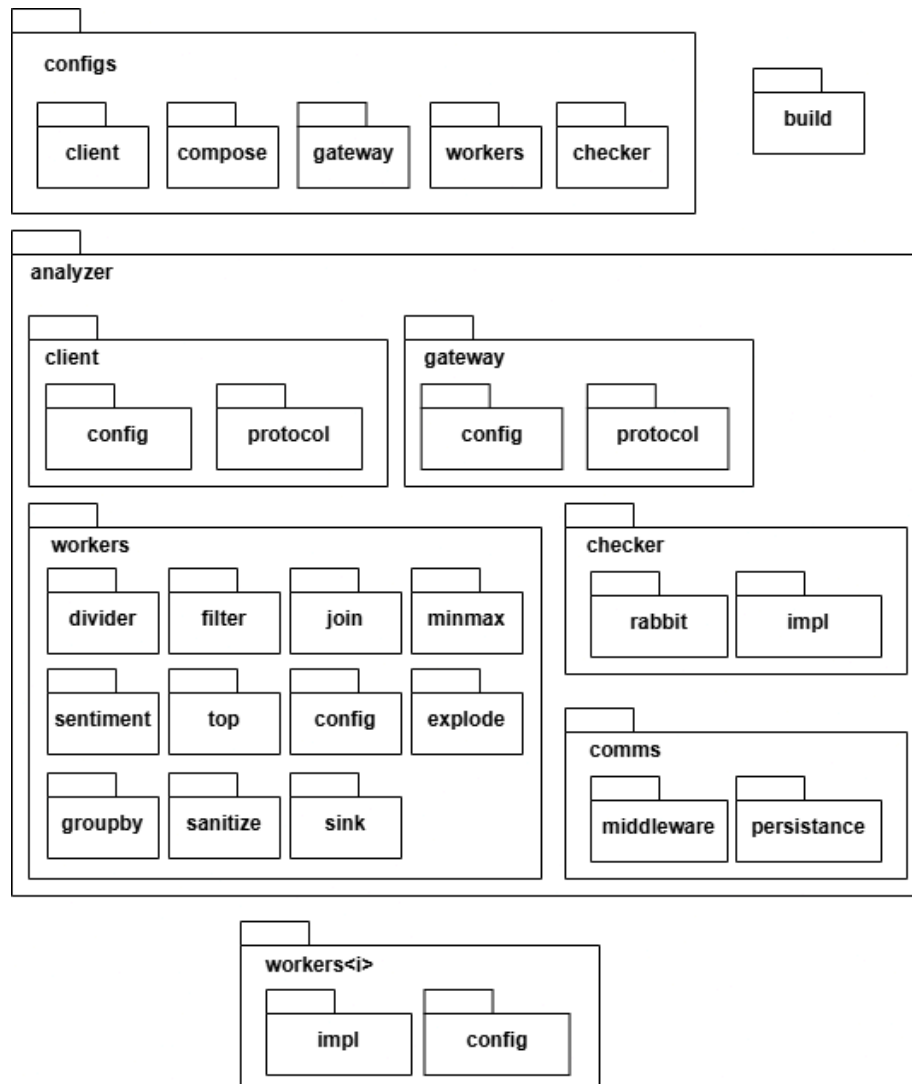 configs
client compose gateway workers checker
build
analyzer
client
config protocol
gateway
config protocol
workers
divider filter join minmax
sentiment top config explode
groupby sanitize sink
checker
rabbit impl
comms
middleware persistance
workers<i>
impl config